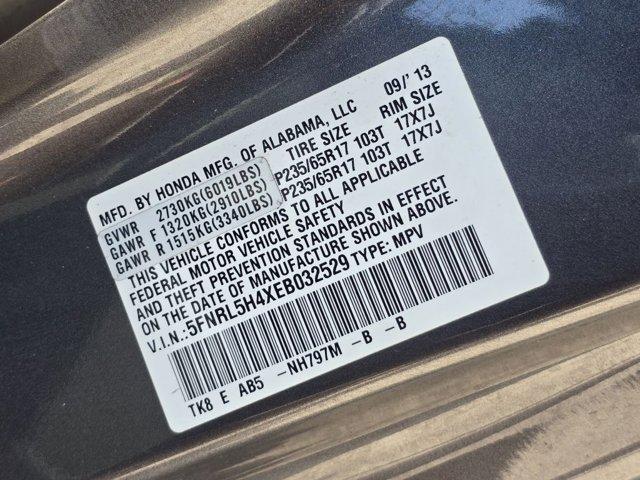 MFD. BY HONDA MFG. OF ALABAMA, LLC 09/' 13
TIRE SIZE RIM SIZE
GVWR 2730KG(6019LBS)
GAWR F 1320KG(2910LBS) P235/65R17 103T 17X7J
GAWR R 1515KG(3340LBS) P235/65R17 103T 17X7J
THIS VEHICLE CONFORMS TO ALL APPLICABLE
FEDERAL MOTOR VEHICLE SAFETY
AND THEFT PREVENTION STANDARDS IN EFFECT
ON THE DATE OF MANUFACTURE SHOWN ABOVE.
V.I.N.:5FNRL5H4XEB032529 TYPE: MPV
TK8 E AB5 -NH797M -B -B